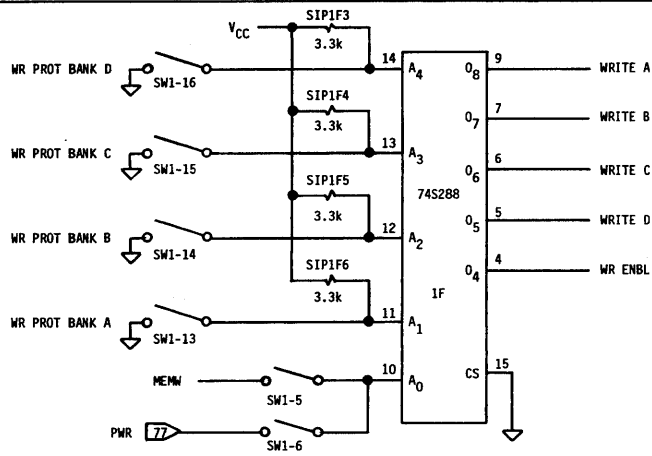 SIP1F3
VCC
3.3k
WR PROT BANK D
SW1-16
14 A4
O8 9 WRITE A
SIP1F4
3.3k
O7 7 WRITE B
WR PROT BANK C
SW1-15
13 A3
O6 6 WRITE C
SIP1F5
3.3k
74S288
WR PROT BANK B
SW1-14
12 A2
O5 5 WRITE D
SIP1F6
3.3k
O4 4 WR ENBL
1F
WR PROT BANK A
SW1-13
11 A1
MEMW
SW1-5
10 A0
CS 15
PWR 77
SW1-6